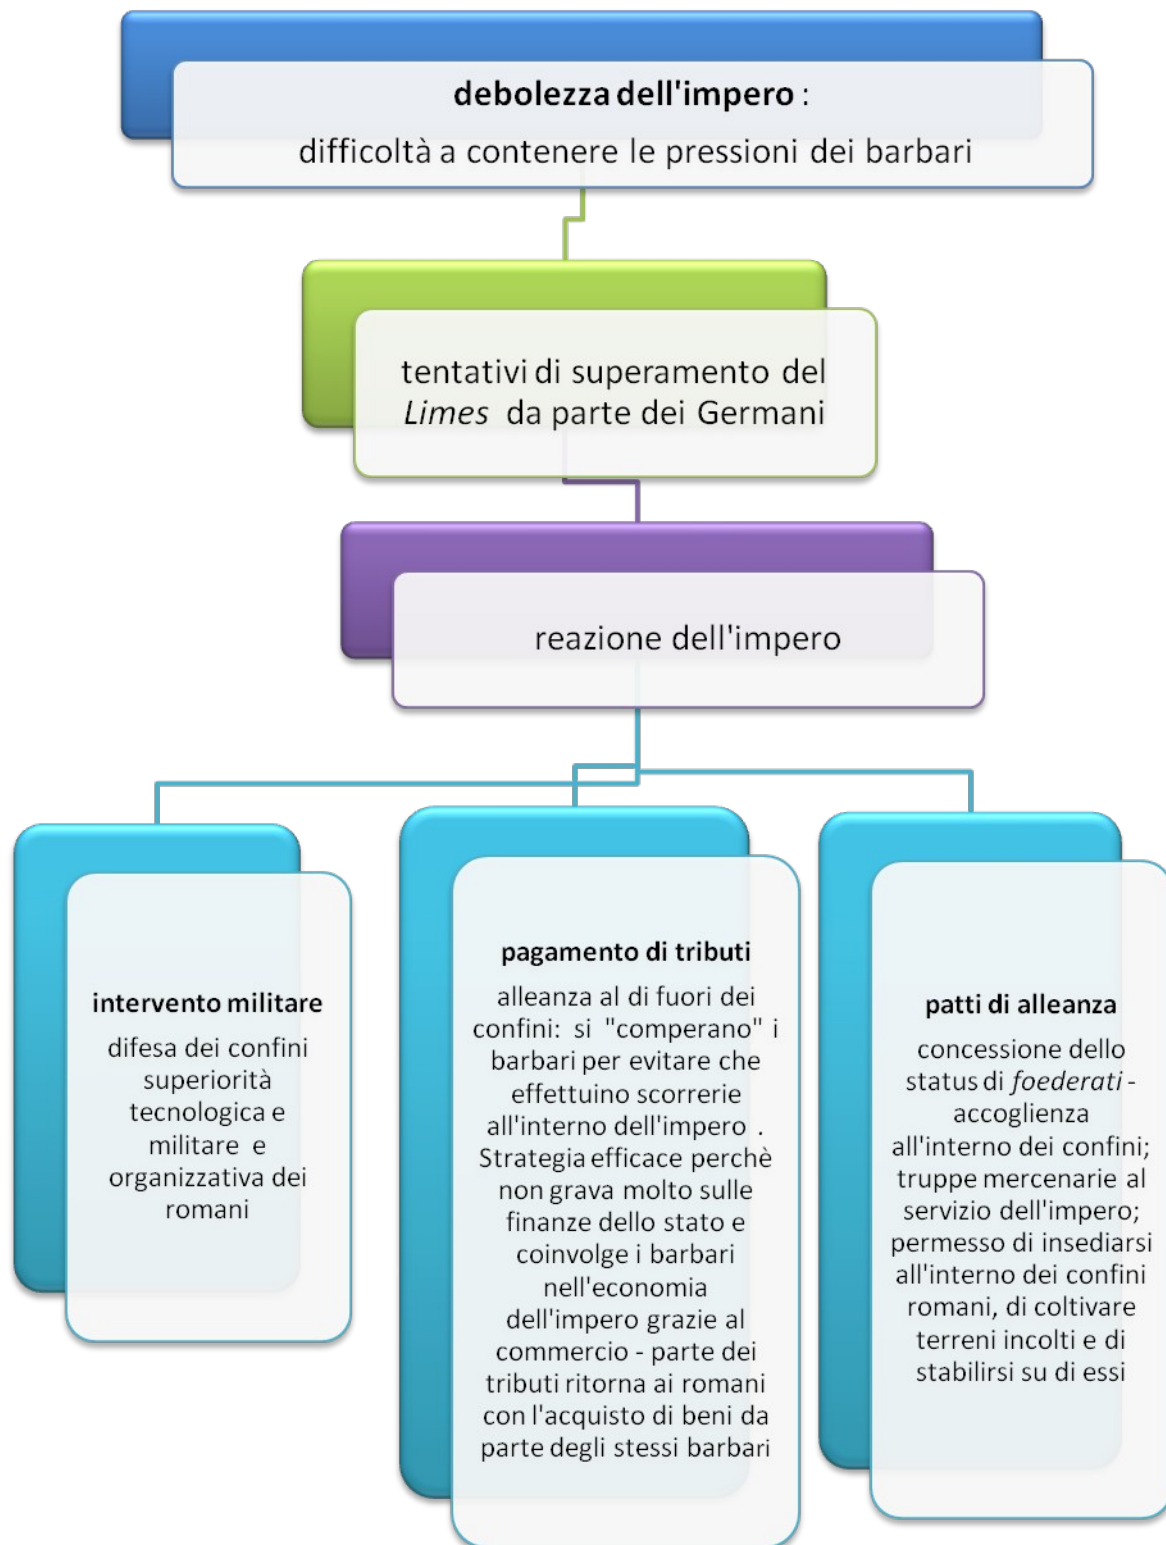 debolezza dell'impero :
difficoltà a contenere le pressioni dei barbari
tentativi di superamento del
Limes da parte dei Germani
reazione dell'impero
intervento militare
difesa dei confini
superiorità
tecnologica e
militare e
organizzativa dei
romani
pagamento di tributi
alleanza al di fuori dei
confini: si "comperano" i
barbari per evitare che
effettuino scorrerie
all'interno dell'impero .
Strategia efficace perchè
non grava molto sulle
finanze dello stato e
coinvolge i barbari
nell'economia
dell'impero grazie al
commercio - parte dei
tributi ritorna ai romani
con l'acquisto di beni da
parte degli stessi barbari
patti di alleanza
concessione dello
status di foederati -
accoglienza
all'interno dei confini;
truppe mercenarie al
servizio dell'impero;
permesso di insediarsi
all'interno dei confini
romani, di coltivare
terreni incolti e di
stabilirsi su di essi